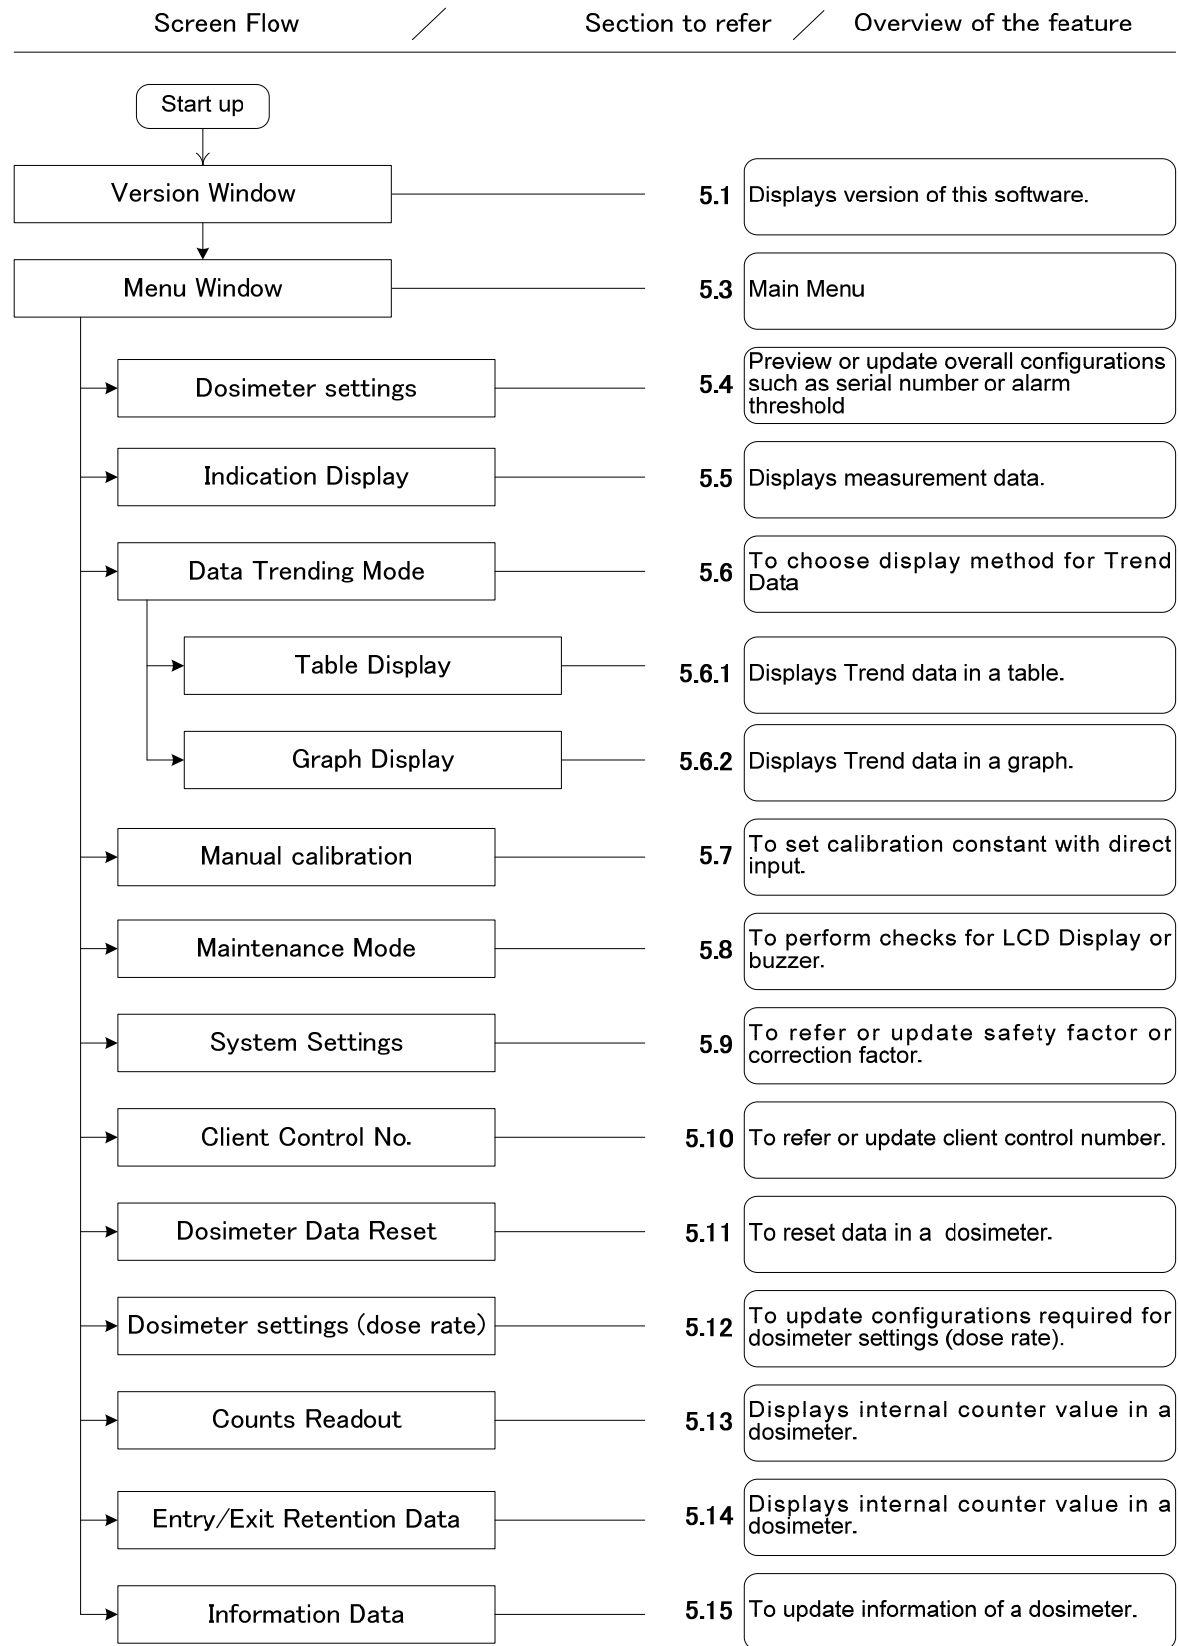 Screen Flow / Section to refer / Overview of the feature
Start up
Version Window 5.1 Displays version of this software.
Menu Window 5.3 Main Menu
Dosimeter settings 5.4 Preview or update overall configurations
such as serial number or alarm
threshold
Indication Display 5.5 Displays measurement data.
Data Trending Mode 5.6 To choose display method for Trend
Data
Table Display 5.6.1 Displays Trend data in a table.
Graph Display 5.6.2 Displays Trend data in a graph.
Manual calibration 5.7 To set calibration constant with direct
input.
Maintenance Mode 5.8 To perform checks for LCD Display or
buzzer.
System Settings 5.9 To refer or update safety factor or
correction factor.
Client Control No. 5.10 To refer or update client control number.
Dosimeter Data Reset 5.11 To reset data in a dosimeter.
Dosimeter settings (dose rate) 5.12 To update configurations required for
dosimeter settings (dose rate).
Counts Readout 5.13 Displays internal counter value in a
dosimeter.
Entry/Exit Retention Data 5.14 Displays internal counter value in a
dosimeter.
Information Data 5.15 To update information of a dosimeter.